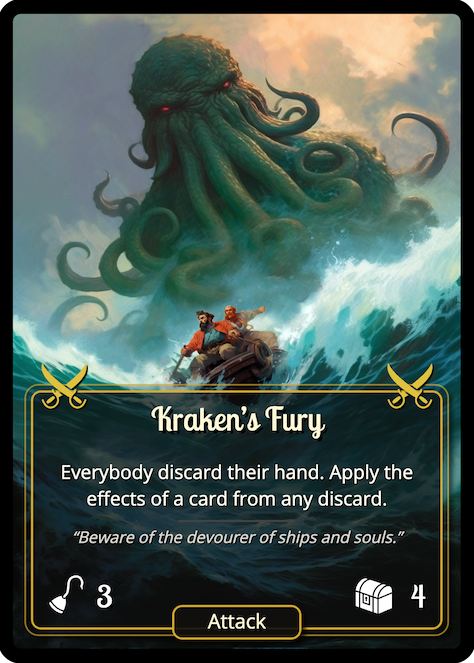 Kraken's Fury
Everybody discard their hand. Apply the
effects of a card from any discard.
“Beware of the devourer of ships and souls.”
3 4
Attack